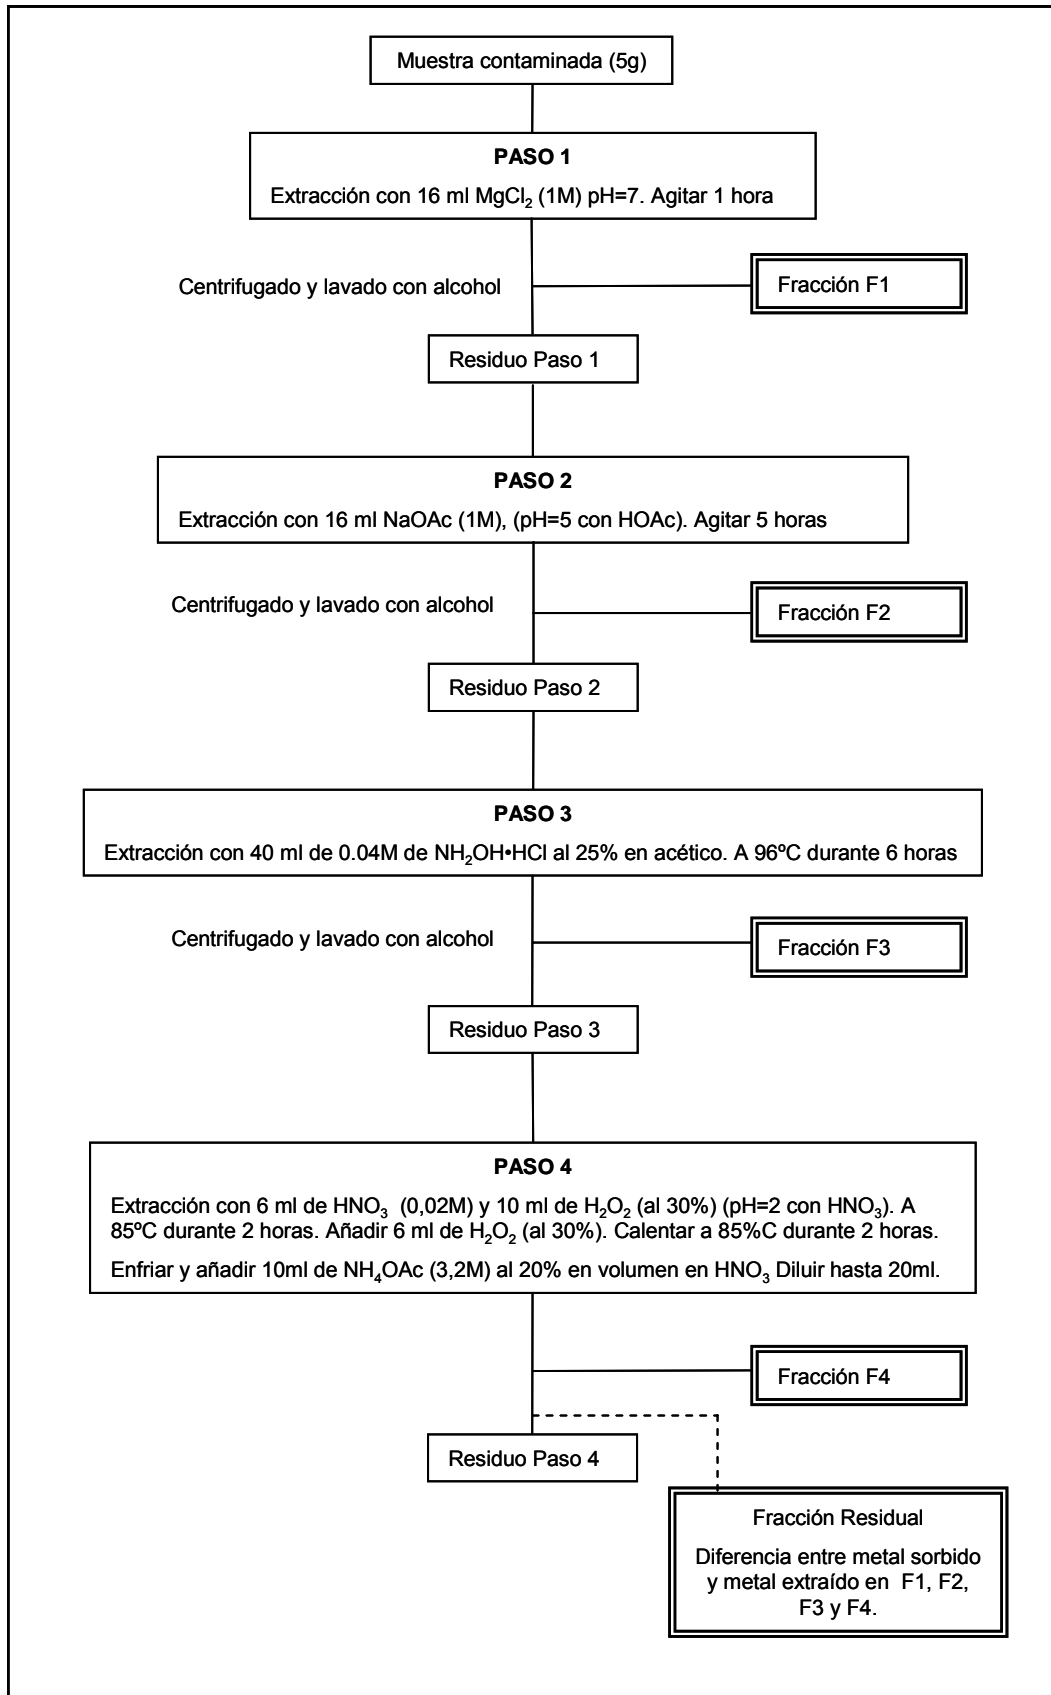 Muestra contaminada (5g)
PASO 1
Extracción con 16 ml MgCl₂ (1M) pH=7. Agitar 1 hora
Centrifugado y lavado con alcohol
Fracción F1
Residuo Paso 1
PASO 2
Extracción con 16 ml NaOAc (1M), (pH=5 con HOAc). Agitar 5 horas
Centrifugado y lavado con alcohol
Fracción F2
Residuo Paso 2
PASO 3
Extracción con 40 ml de 0.04M de NH₂OH•HCl al 25% en acético. A 96ºC durante 6 horas
Centrifugado y lavado con alcohol
Fracción F3
Residuo Paso 3
PASO 4
Extracción con 6 ml de HNO₃ (0,02M) y 10 ml de H₂O₂ (al 30%) (pH=2 con HNO₃). A
85ºC durante 2 horas. Añadir 6 ml de H₂O₂ (al 30%). Calentar a 85%C durante 2 horas.
Enfriar y añadir 10ml de NH₄OAc (3,2M) al 20% en volumen en HNO₃ Diluir hasta 20ml.
Fracción F4
Residuo Paso 4
Fracción Residual
Diferencia entre metal sorbido
y metal extraído en F1, F2,
F3 y F4.